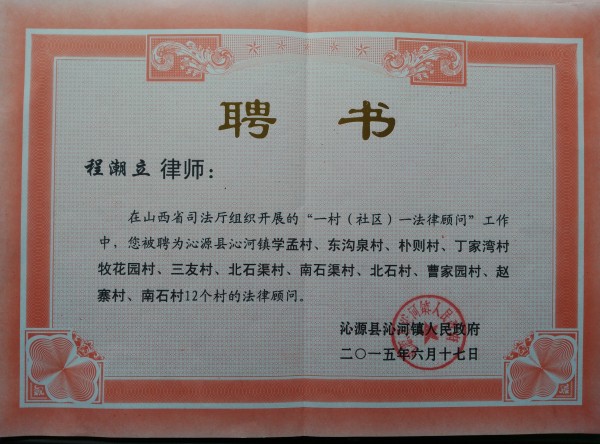 聘 书
程潮立 律师：
在山西省司法厅组织开展的“一村（社区）一法律顾问”工作
中，您被聘为沁源县沁河镇学孟村、东沟泉村、朴则村、丁家湾村
牧花园村、三友村、北石渠村、南石渠村、北石村、曹家园村、赵
寨村、南石村12个村的法律顾问。
沁源县沁河镇人民政府
二〇一五年六月十七日